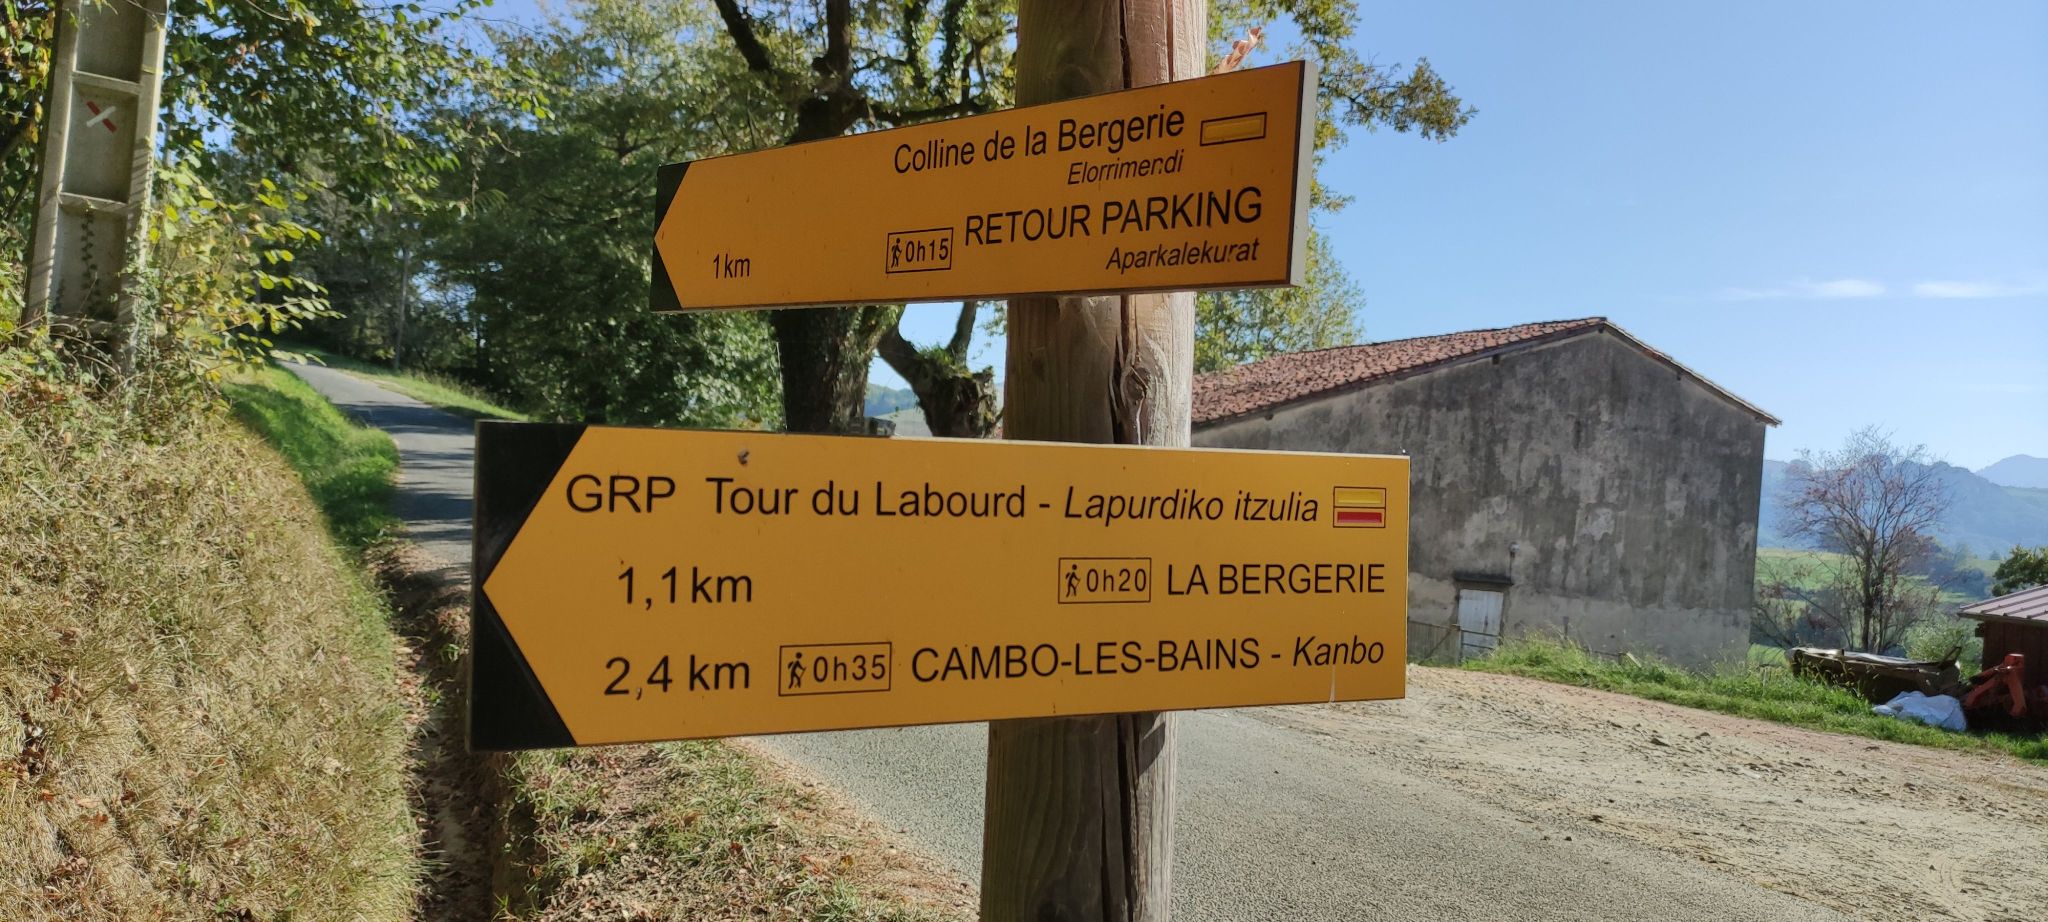 Colline de la Bergerie
Elorrimendi
0h15 RETOUR PARKING
1km Aparkalekurat
GRP Tour du Labourd - Lapurdiko itzulia
1,1km 0h20 LA BERGERIE
2,4 km 0h35 CAMBO-LES-BAINS - Kanbo